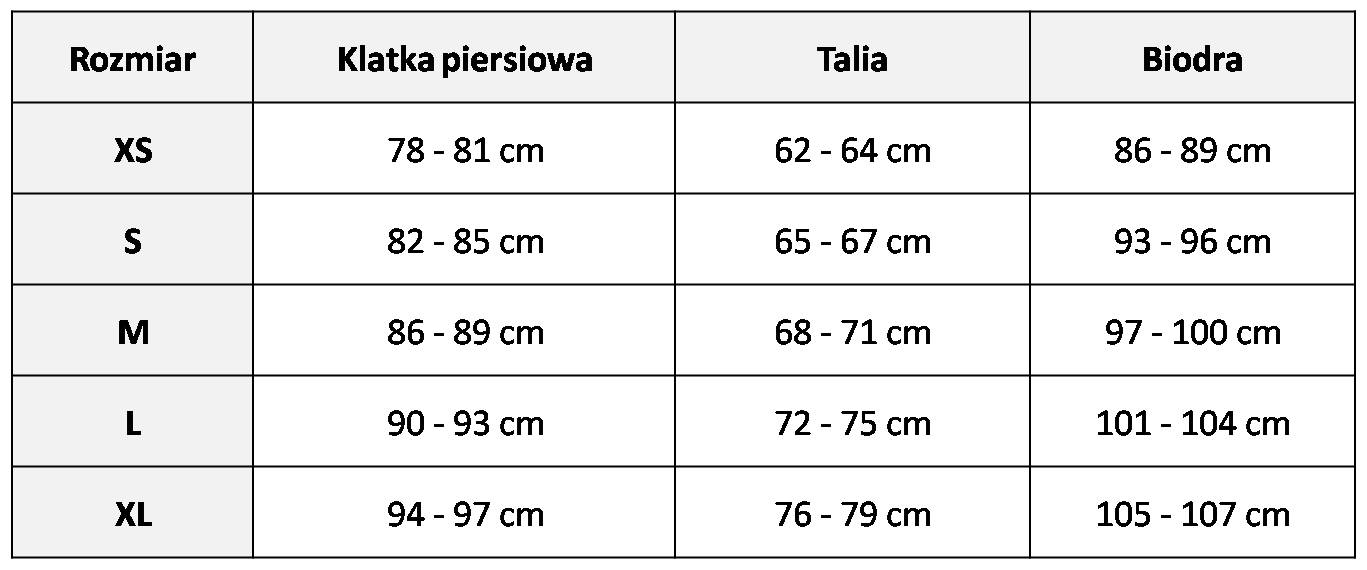 Rozmiar Klatka piersiowa Talia Biodra
XS 78 - 81 cm 62 - 64 cm 86 - 89 cm
S 82 - 85 cm 65 - 67 cm 93 - 96 cm
M 86 - 89 cm 68 - 71 cm 97 - 100 cm
L 90 - 93 cm 72 - 75 cm 101 - 104 cm
XL 94 - 97 cm 76 - 79 cm 105 - 107 cm